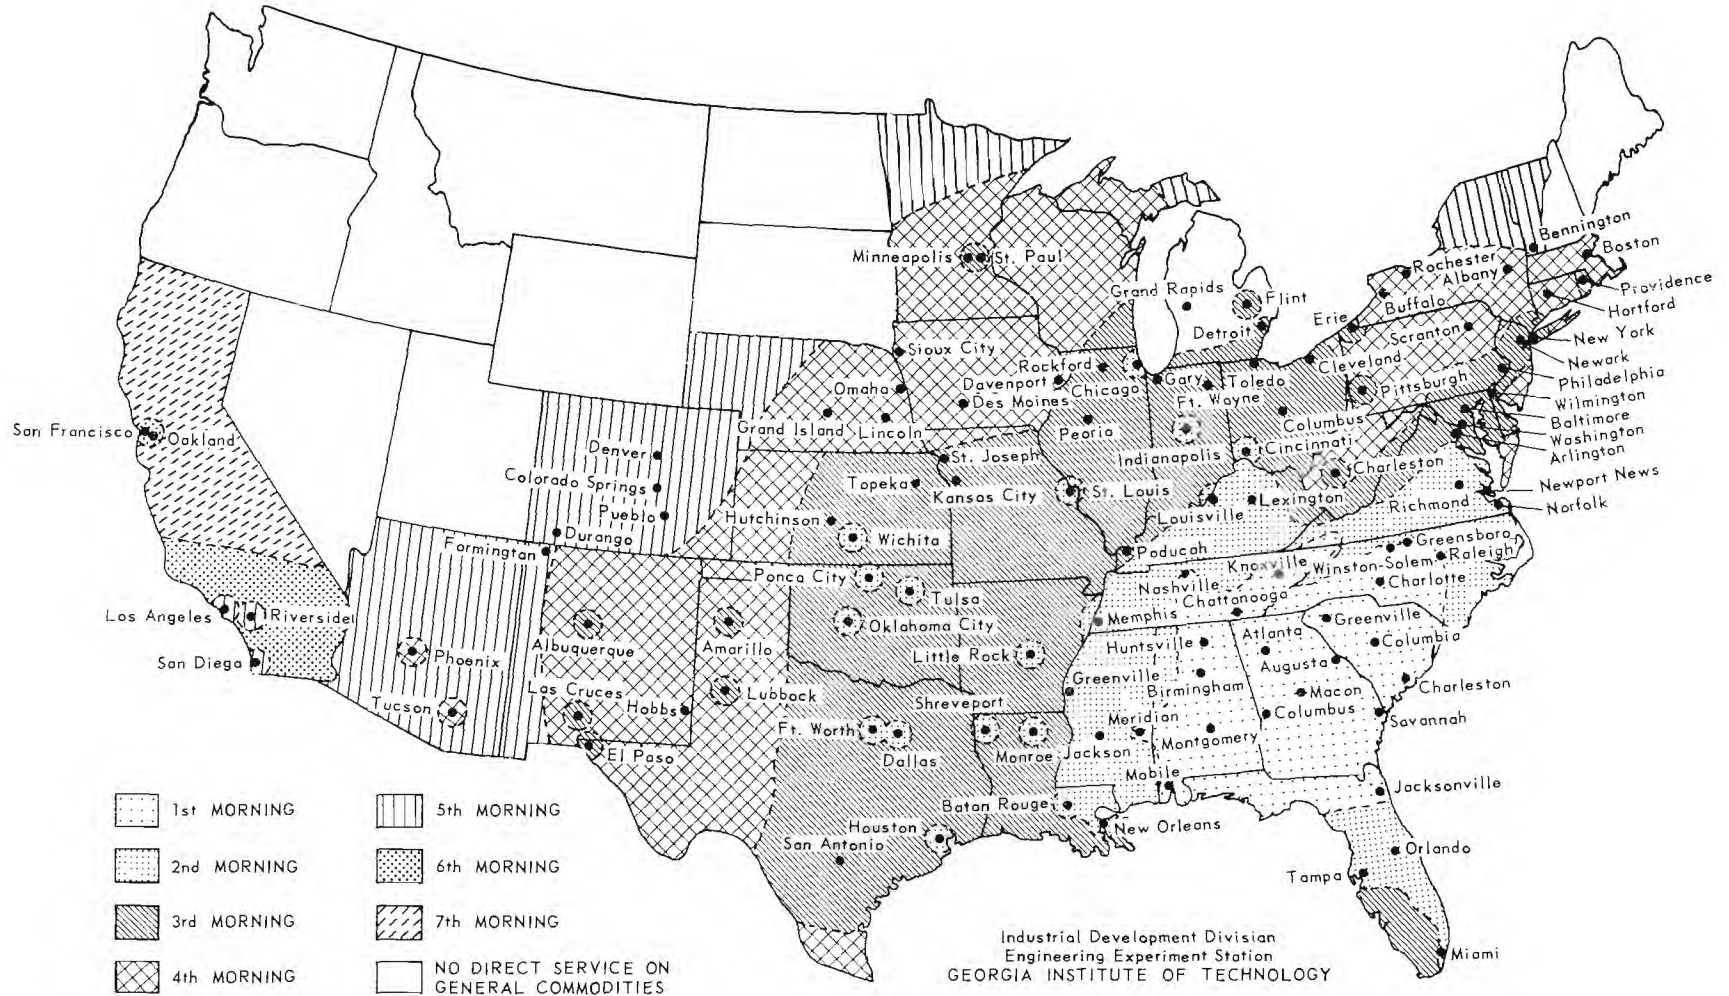 Bennington
Boston
Rochester
Albany
Minneapolis
St. Paul
Grand Rapids
Flint
Providence
Buffalo
Hortford
Erie
Detroit
Scranton
New York
Sioux City
Rockford
Cleveland
Newark
Omaha
Davenport
Chicago
Gary
Toledo
Pittsburgh
Philadelphia
Des Moines
Ft. Wayne
Wilmington
Grand Island
Lincoln
Peoria
Columbus
Baltimore
San Francisco
Oakland
Washington
Denver
St. Joseph
Indianapolis
Cincinnati
Arlington
Charleston
Colorado Springs
Topeka
Kansas City
St. Louis
Lexington
Newport News
Pueblo
Hutchinson
Louisville
Richmond
Norfolk
Durango
Wichita
Formington
Paducah
Greensboro
Knoxville
Winston-Salem
Raleigh
Ponca City
Nashville
Charlotte
Tulsa
Chattanooga
Los Angeles
Riverside
Oklahoma City
Memphis
Greenville
Albuquerque
Amarillo
Huntsville
Atlanta
Columbia
San Diego
Phoenix
Little Rock
Augusta
Greenville
Birmingham
Charleston
Las Cruces
Lubbock
Macon
Tucson
Hobbs
Shreveport
Columbus
Savannah
Meridian
Ft. Worth
Monroe
Jackson
Montgomery
El Paso
Dallas
Mobile
Jacksonville
Baton Rouge
Houston
New Orleans
San Antonio
Orlando
Tampa
Miami
1st MORNING
2nd MORNING
3rd MORNING
4th MORNING
5th MORNING
6th MORNING
7th MORNING
NO DIRECT SERVICE ON
GENERAL COMMODITIES
Industrial Development Division
Engineering Experiment Station
GEORGIA INSTITUTE OF TECHNOLOGY